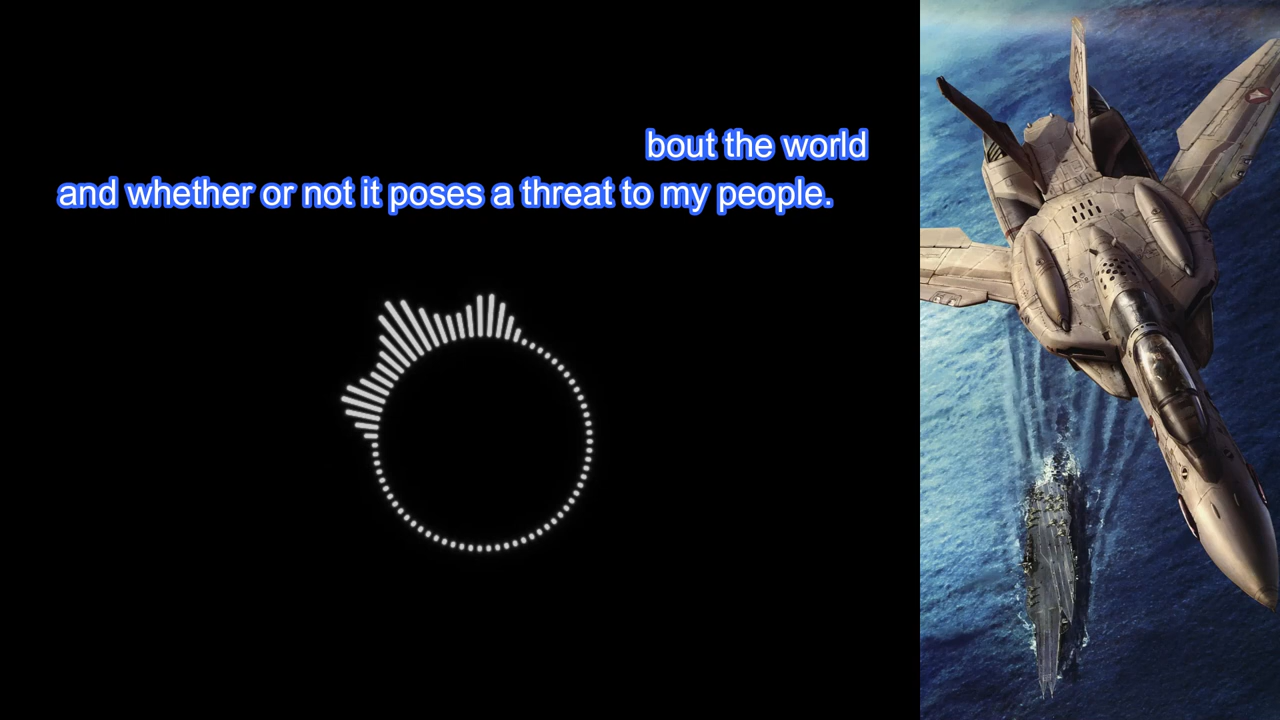 bout the world
and whether or not it poses a threat to my people.